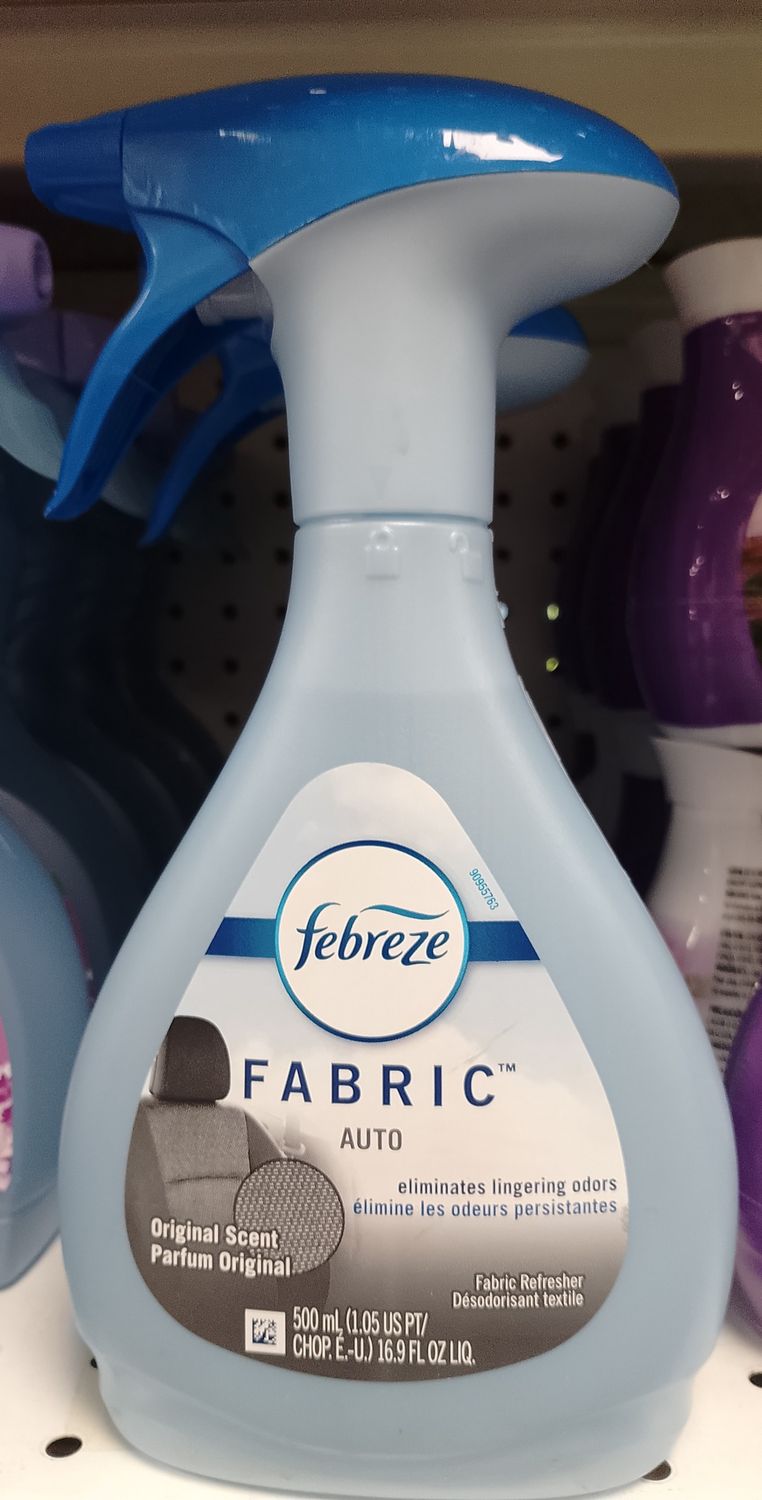 90955763
febreze
FABRIC™
AUTO
eliminates lingering odors
élimine les odeurs persistantes
Original Scent
Parfum Original
Fabric Refresher
Désodorisant textile
500 mL (1.05 US PT/
CHOP. É.-U.) 16.9 FL OZ LIQ.